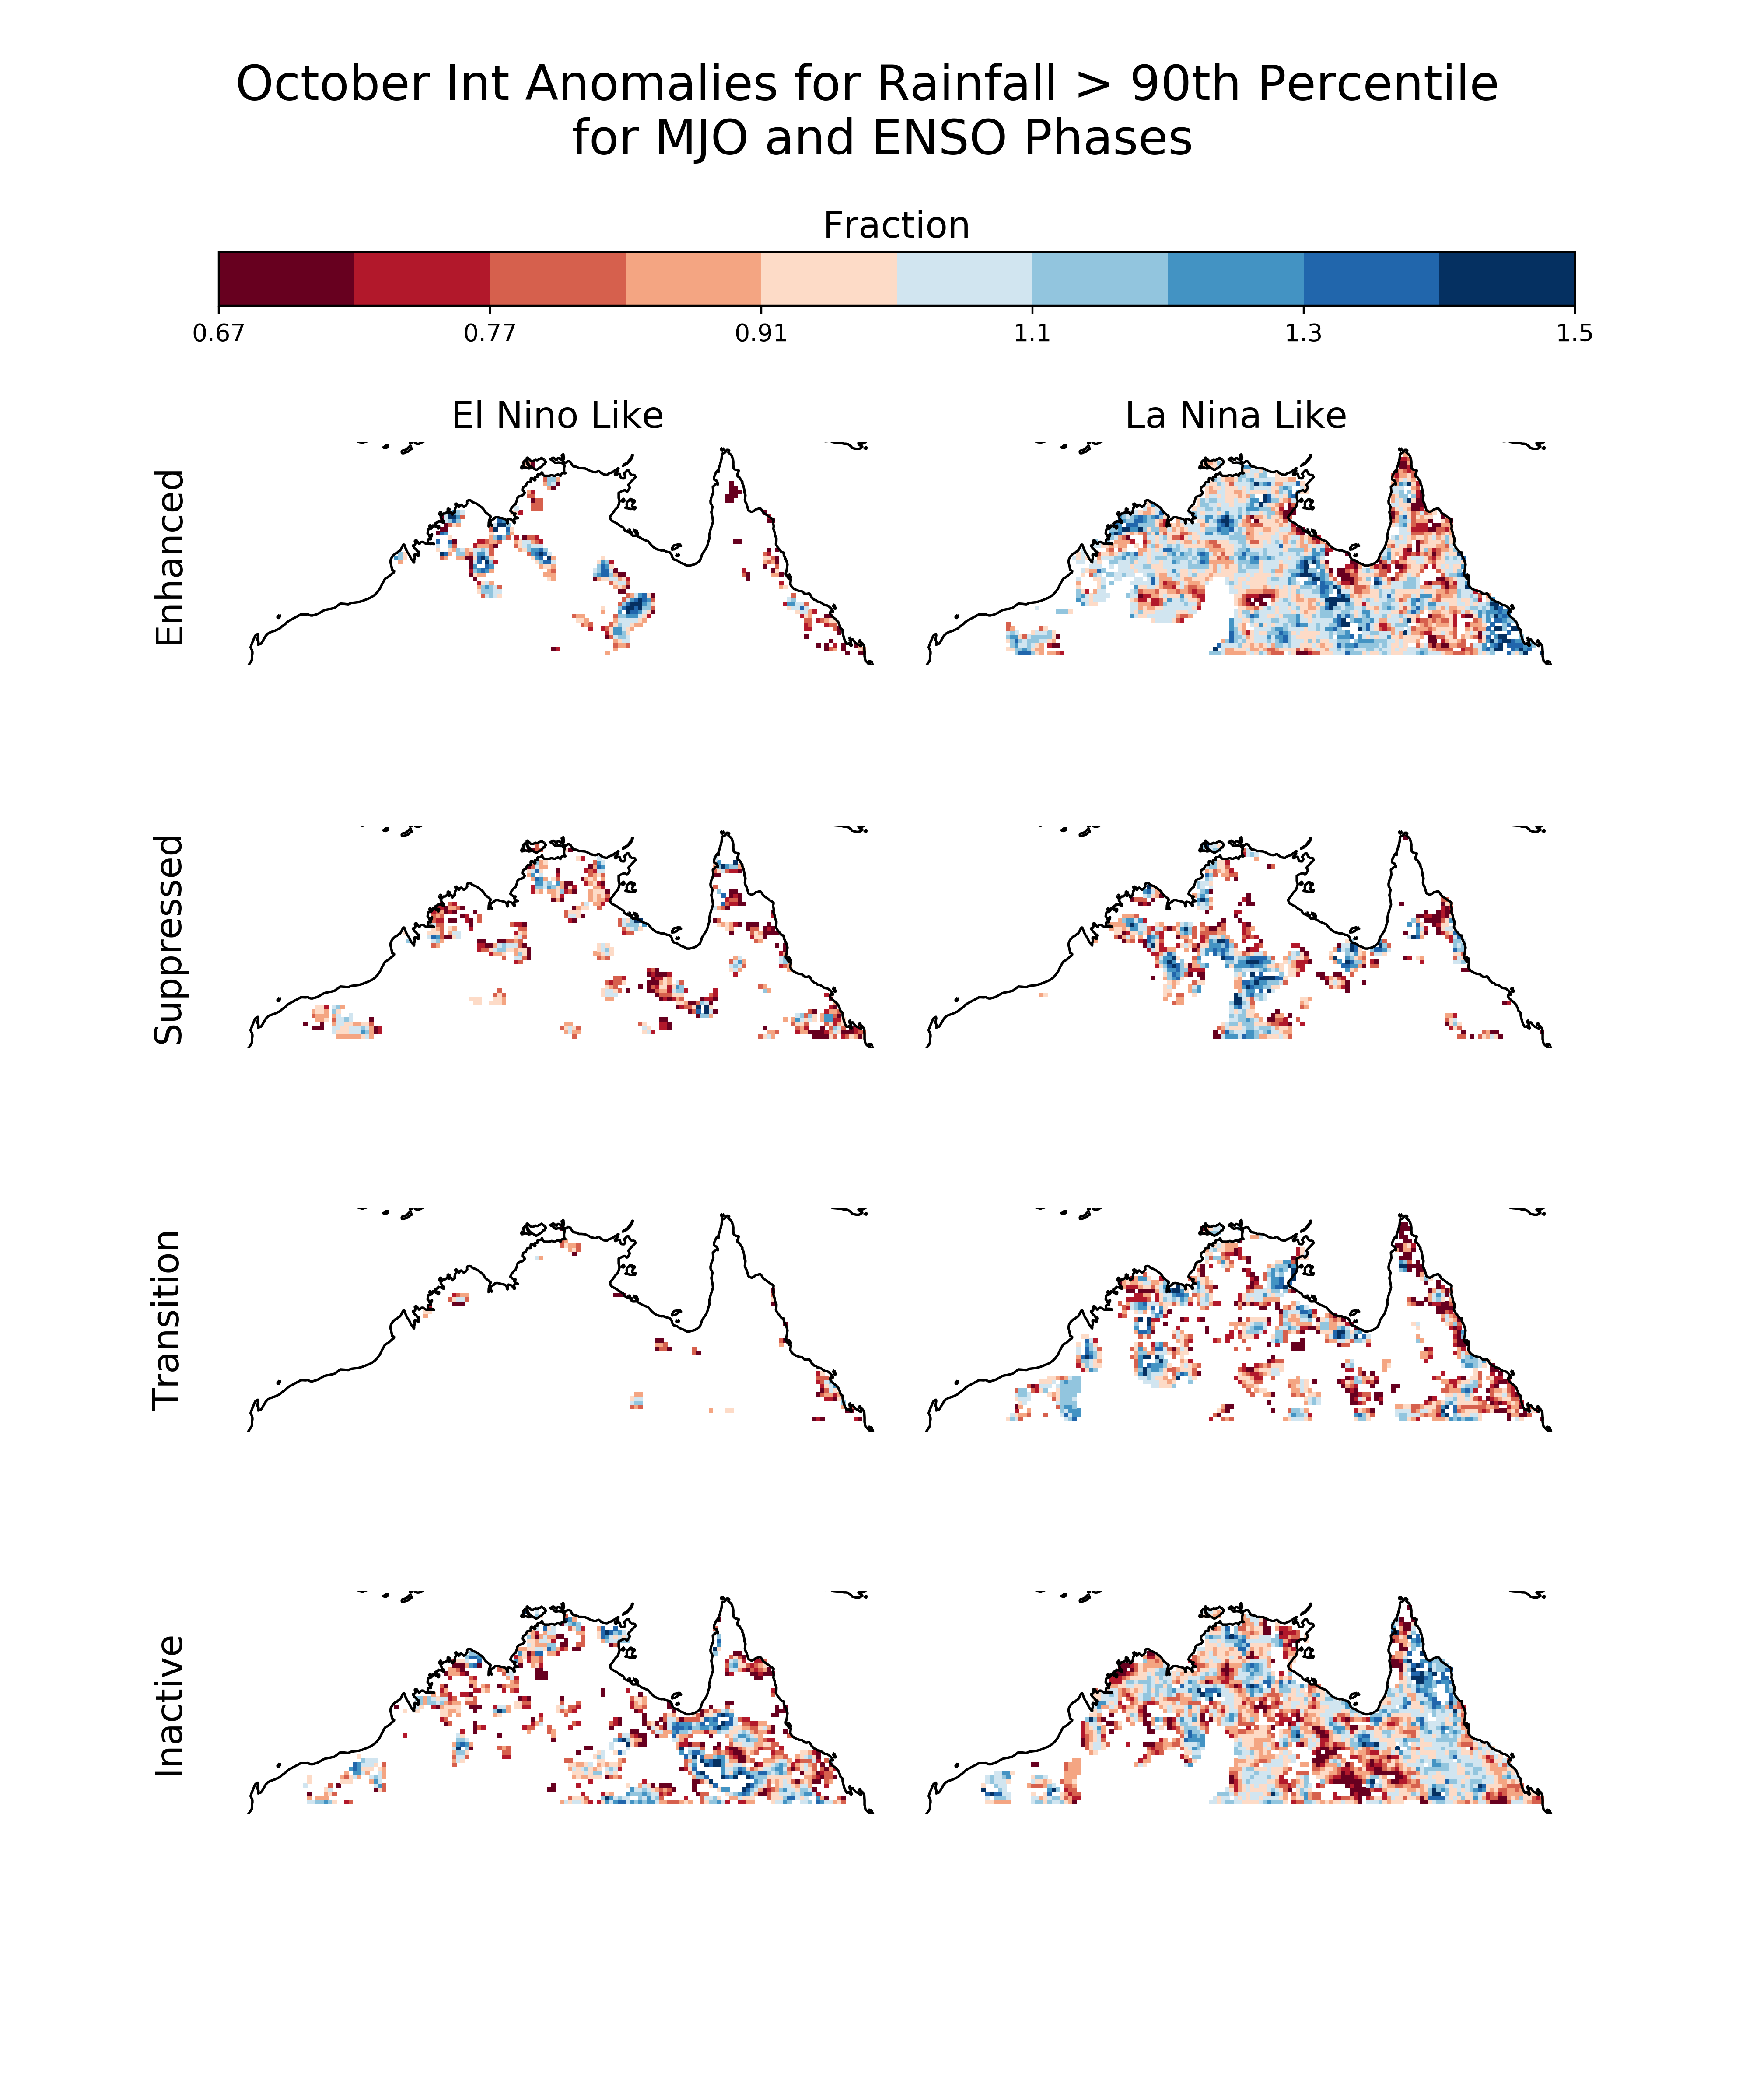 October Int Anomalies for Rainfall > 90th Percentile
for MJO and ENSO Phases
Fraction
0.67 0.77 0.91 1.1 1.3 1.5
El Nino Like La Nina Like
Enhanced
Suppressed
Transition
Inactive